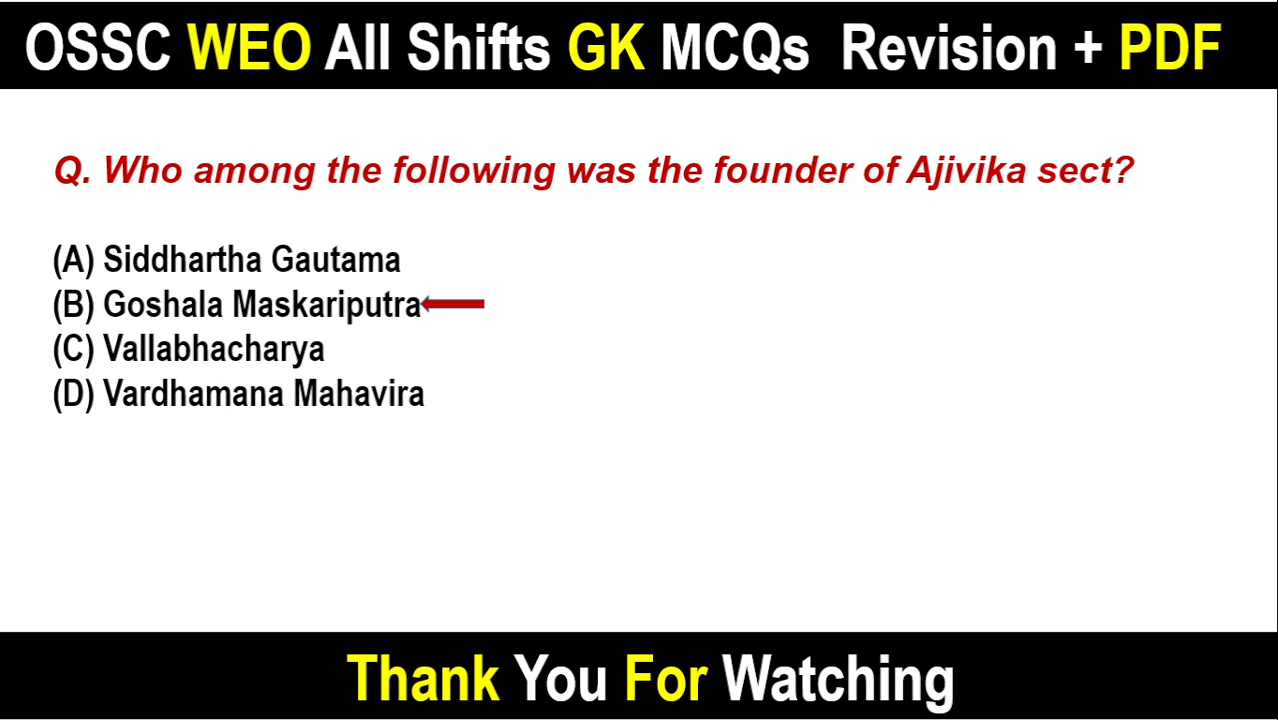 OSSC WEO All Shifts GK MCQs Revision + PDF
Q. Who among the following was the founder of Ajivika sect?
(A) Siddhartha Gautama
(B) Goshala Maskariputra
(C) Vallabhacharya
(D) Vardhamana Mahavira
Thank You For Watching